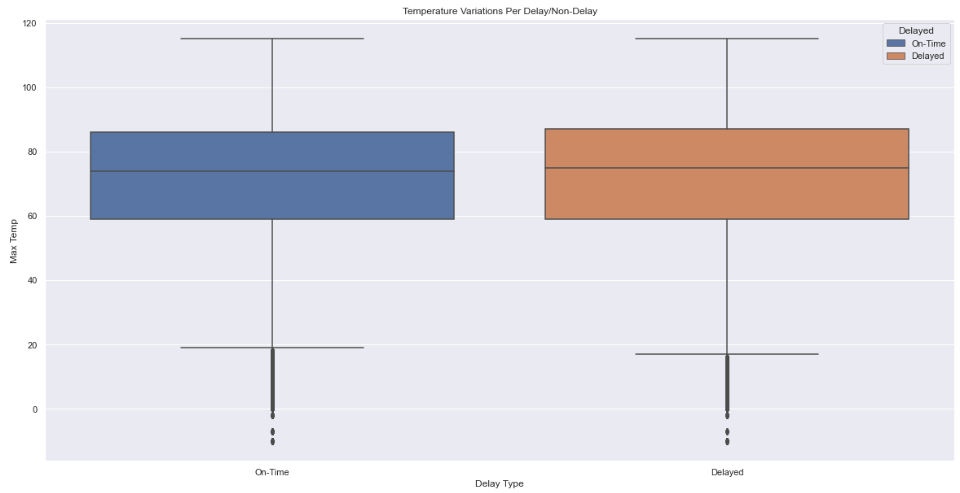 Temperature Variations Per Delay/Non-Delay
Delayed
On-Time
Delayed
120
100
80
60
40
20
0
Max Temp
On-Time
Delayed
Delay Type